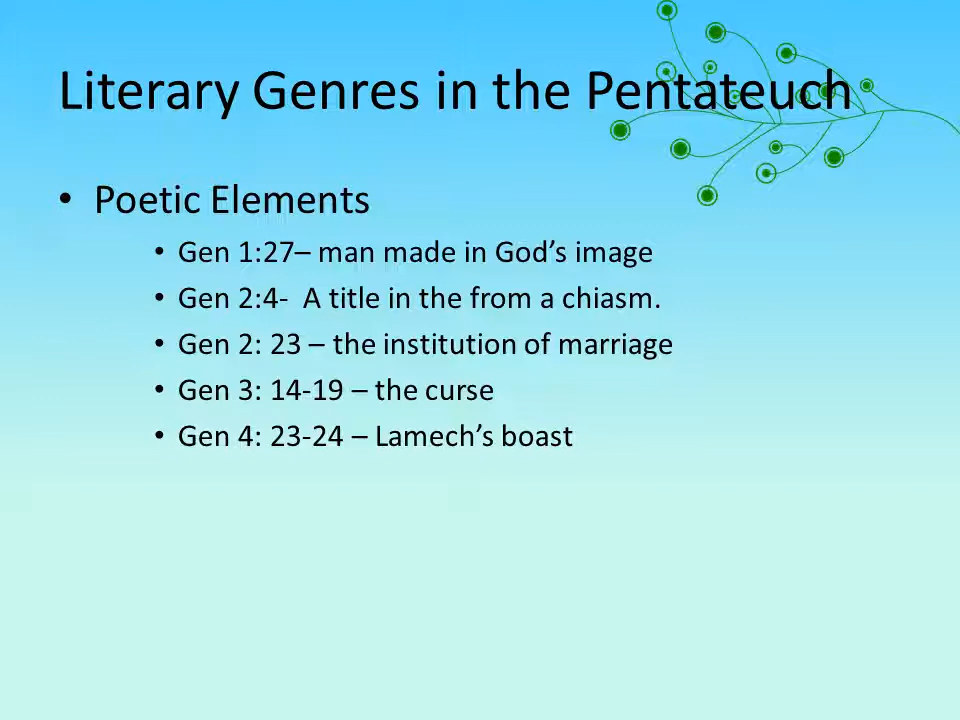 Literary Genres in the Pentateuch
• Poetic Elements
• Gen 1:27– man made in God’s image
• Gen 2:4-  A title in the from a chiasm.
• Gen 2: 23 – the institution of marriage
• Gen 3: 14-19 – the curse
• Gen 4: 23-24 – Lamech’s boast